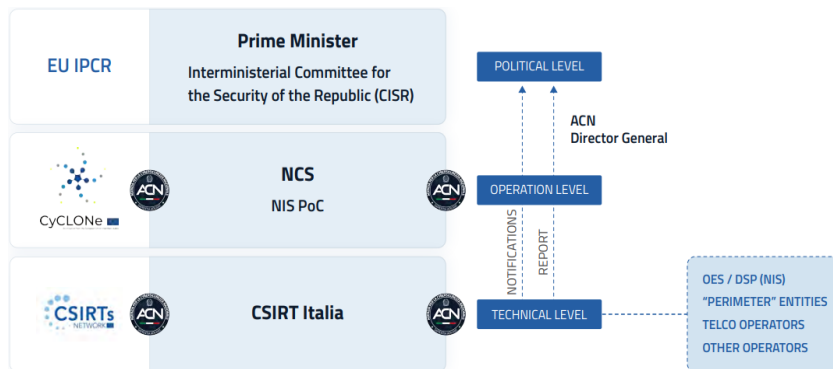 EU IPCR
Prime Minister
Interministerial Committee for
the Security of the Republic (CISR)
POLITICAL LEVEL
ACN
Director General
CyCLONe
ACN
NCS
NIS PoC
ACN
OPERATION LEVEL
NOTIFICATIONS
REPORT
CSIRTs
NETWORK
ACN
CSIRT Italia
ACN
TECHNICAL LEVEL
OES / DSP (NIS)
"PERIMETER" ENTITIES
TELCO OPERATORS
OTHER OPERATORS